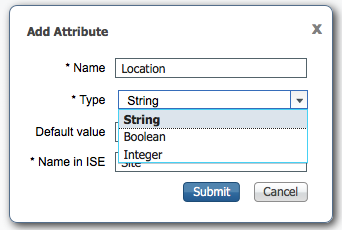 Add Attribute X
* Name Location
* Type String
String
Default value
Boolean
Integer
* Name in ISE Site
Submit Cancel